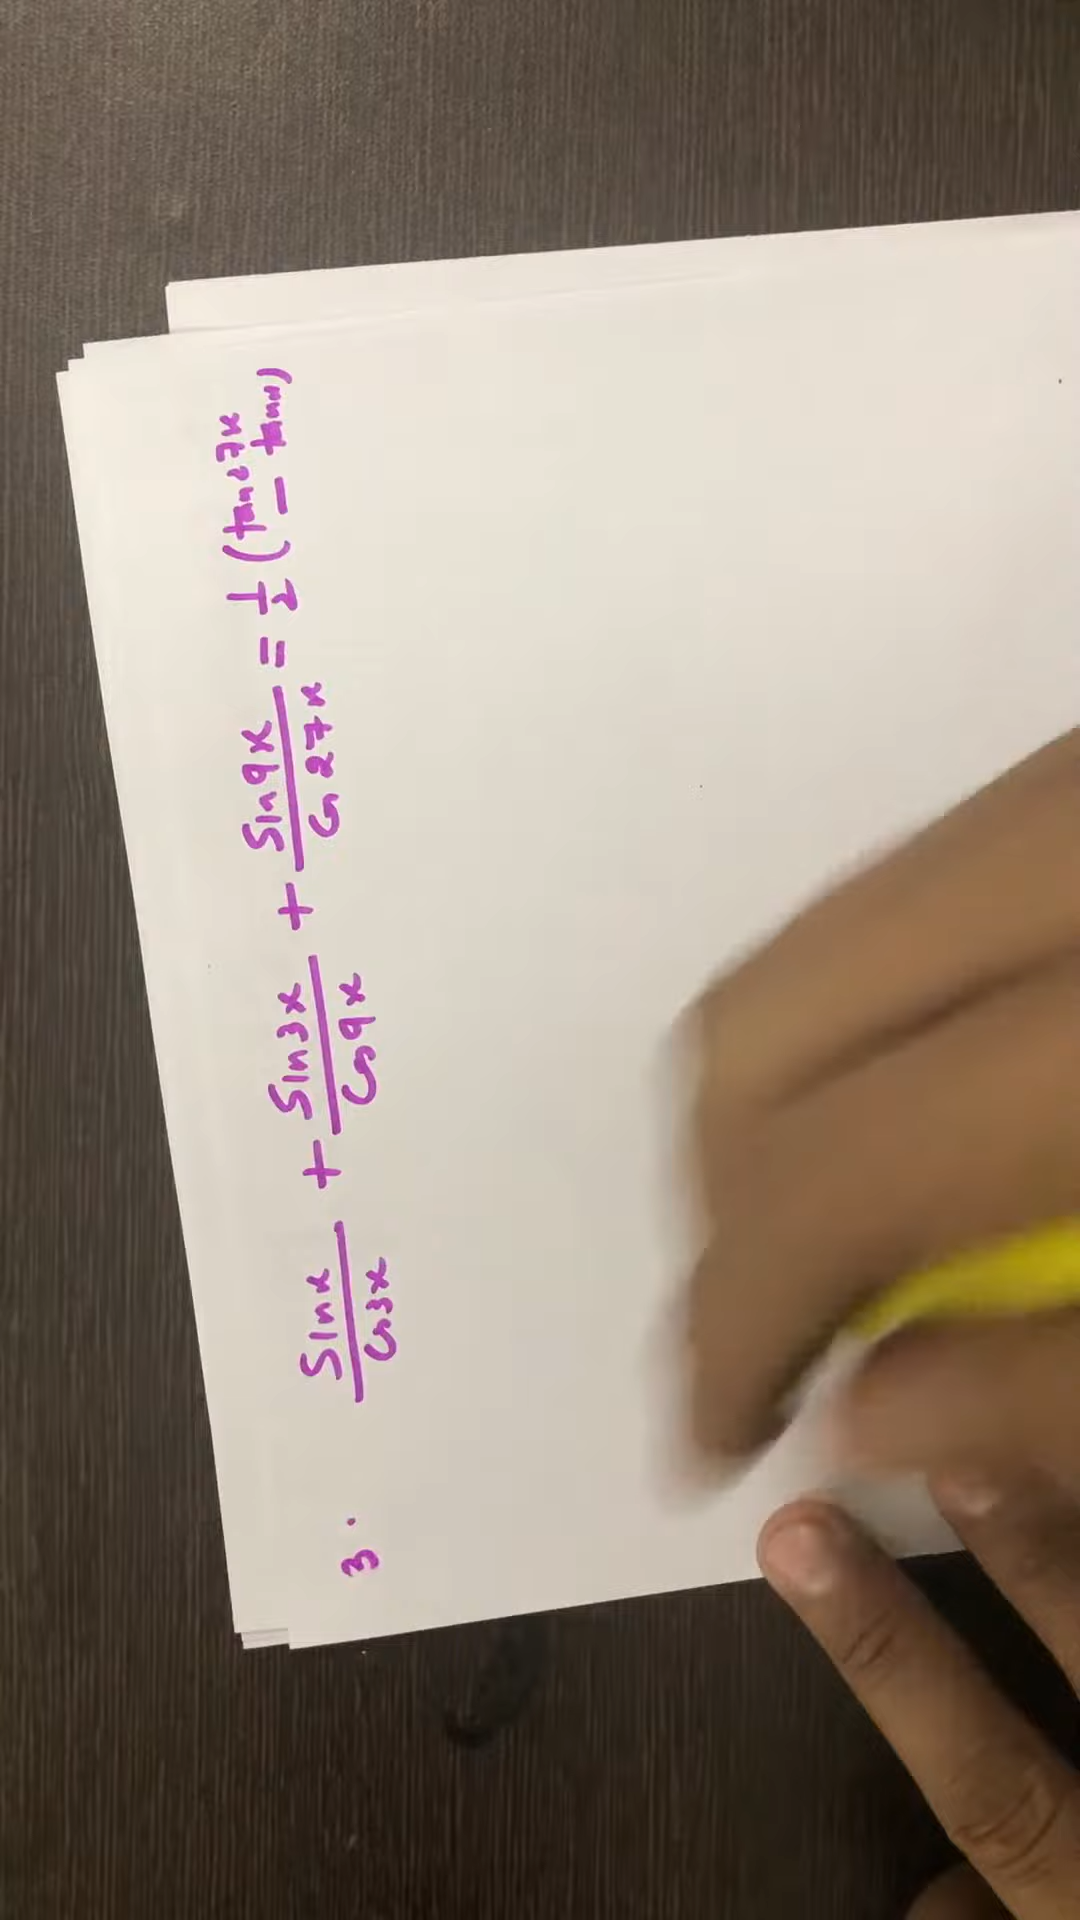 3. Sinx/Cos3x + Sin3x/Cos9x + Sin9x/Cos27x = 1/2 (tan27x - tanx)